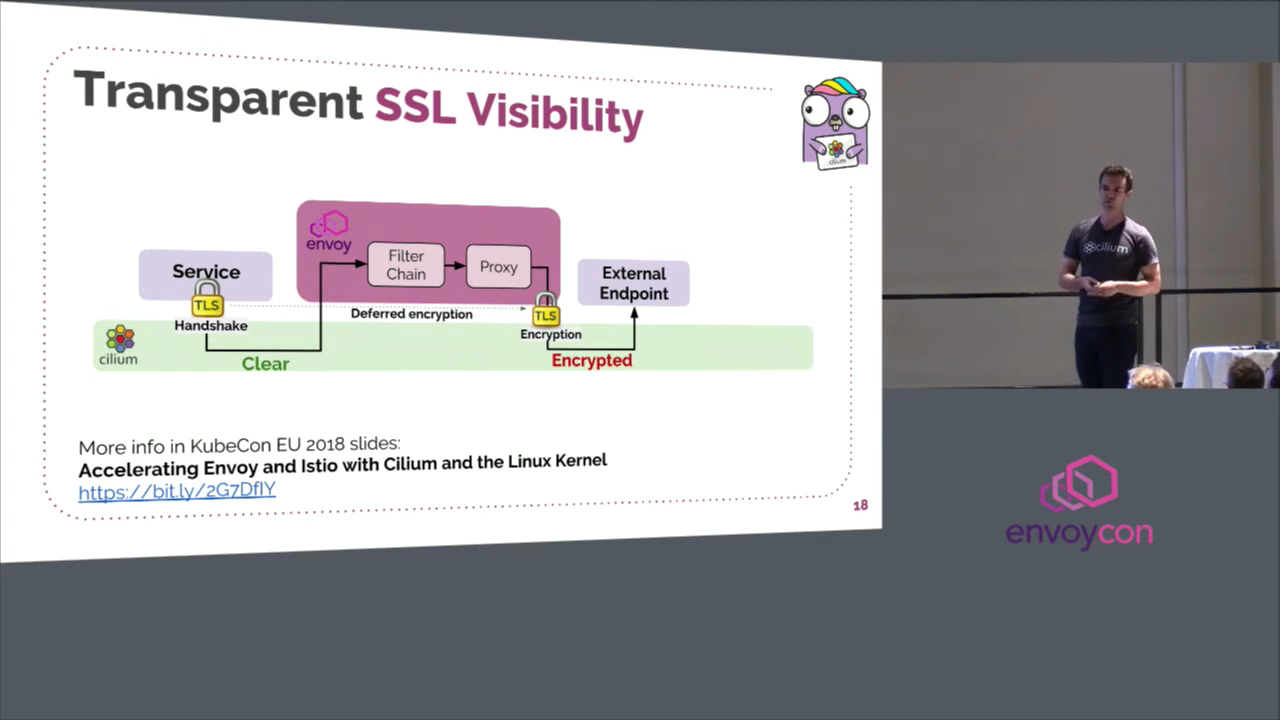 Transparent SSL Visibility
cilium
envoy
Filter
Chain
Proxy
Service
TLS
Handshake
Deferred encryption
External
Endpoint
TLS
Encryption
cilium
Clear
Encrypted
More info in KubeCon EU 2018 slides:
Accelerating Envoy and Istio with Cilium and the Linux Kernel
https://bit.ly/2G7DfIY
18
cilium
envoycon